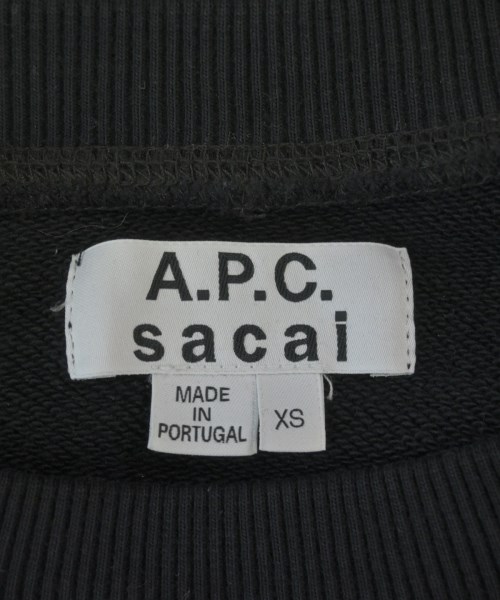 A.P.C.
sacai
MADE
IN
PORTUGAL
XS